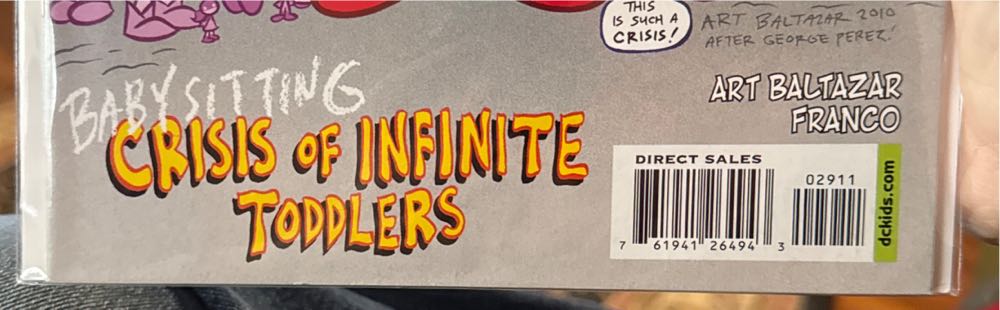 THIS
IS SUCH A
CRISIS!
ART BALTAZAR 2010
AFTER GEORGE PEREZ!
BABYSITTING
CRISIS OF INFINITE
TODDLERS
ART BALTAZAR
FRANCO
DIRECT SALES
02911
7 61941 26494 3
dckids.com